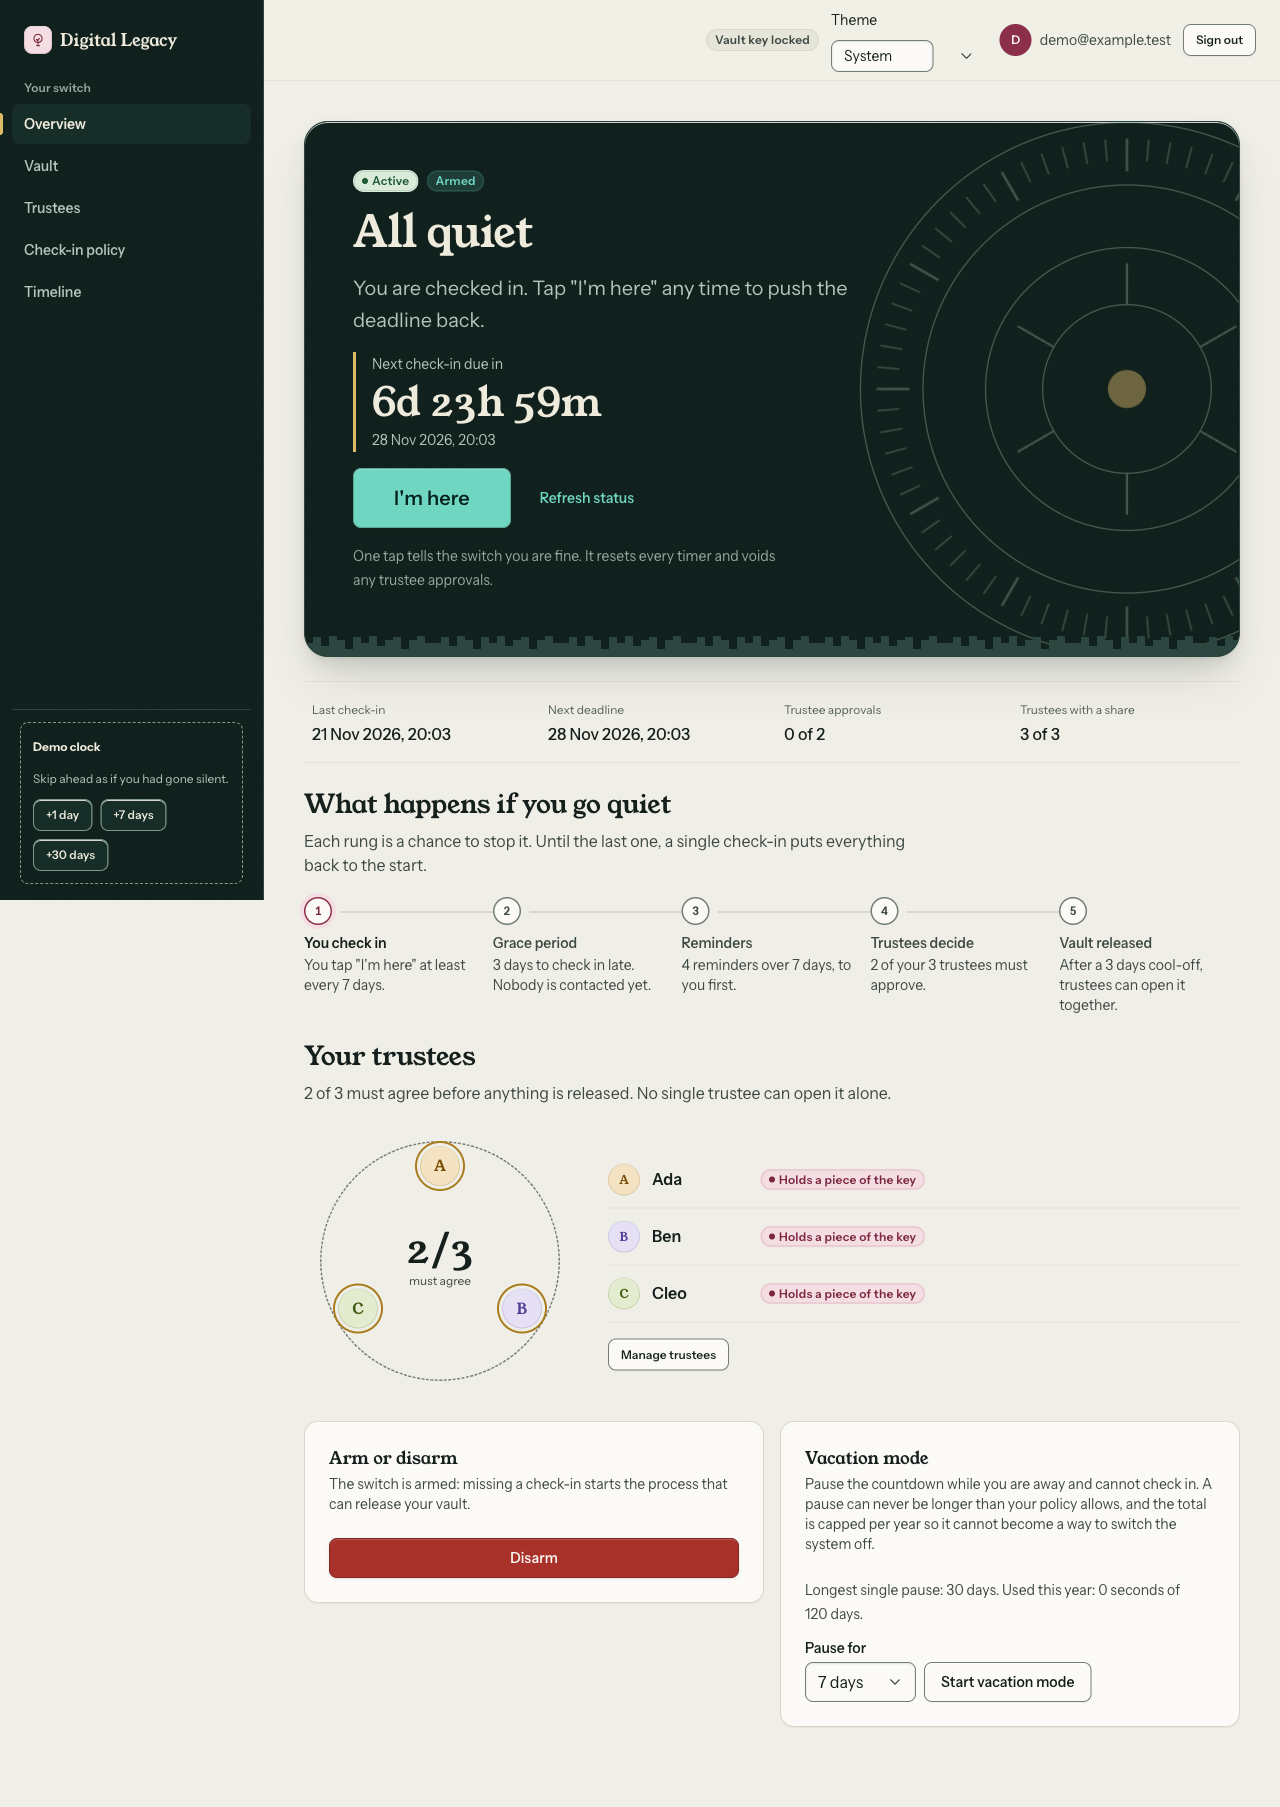 Digital Legacy
Your switch
Overview
Vault
Trustees
Check-in policy
Timeline
Demo clock
Skip ahead as if you had gone silent.
+1 day
+7 days
+30 days
Vault key locked
Theme
System
D
demo@example.test
Sign out
Active
Armed
All quiet
You are checked in. Tap "I'm here" any time to push the
deadline back.
Next check-in due in
6d 23h 59m
28 Nov 2026, 20:03
I'm here
Refresh status
One tap tells the switch you are fine. It resets every timer and voids
any trustee approvals.
Last check-in
21 Nov 2026, 20:03
Next deadline
28 Nov 2026, 20:03
Trustee approvals
0 of 2
Trustees with a share
3 of 3
What happens if you go quiet
Each rung is a chance to stop it. Until the last one, a single check-in puts everything
back to the start.
1
You check in
You tap "I'm here" at least
every 7 days.
2
Grace period
3 days to check in late.
Nobody is contacted yet.
3
Reminders
4 reminders over 7 days, to
you first.
4
Trustees decide
2 of your 3 trustees must
approve.
5
Vault released
After a 3 days cool-off,
trustees can open it
together.
Your trustees
2 of 3 must agree before anything is released. No single trustee can open it alone.
A
2/3
must agree
C
B
A
Ada
Holds a piece of the key
B
Ben
Holds a piece of the key
C
Cleo
Holds a piece of the key
Manage trustees
Arm or disarm
The switch is armed: missing a check-in starts the process that
can release your vault.
Disarm
Vacation mode
Pause the countdown while you are away and cannot check in. A
pause can never be longer than your policy allows, and the total
is capped per year so it cannot become a way to switch the
system off.
Longest single pause: 30 days. Used this year: 0 seconds of
120 days.
Pause for
7 days
Start vacation mode